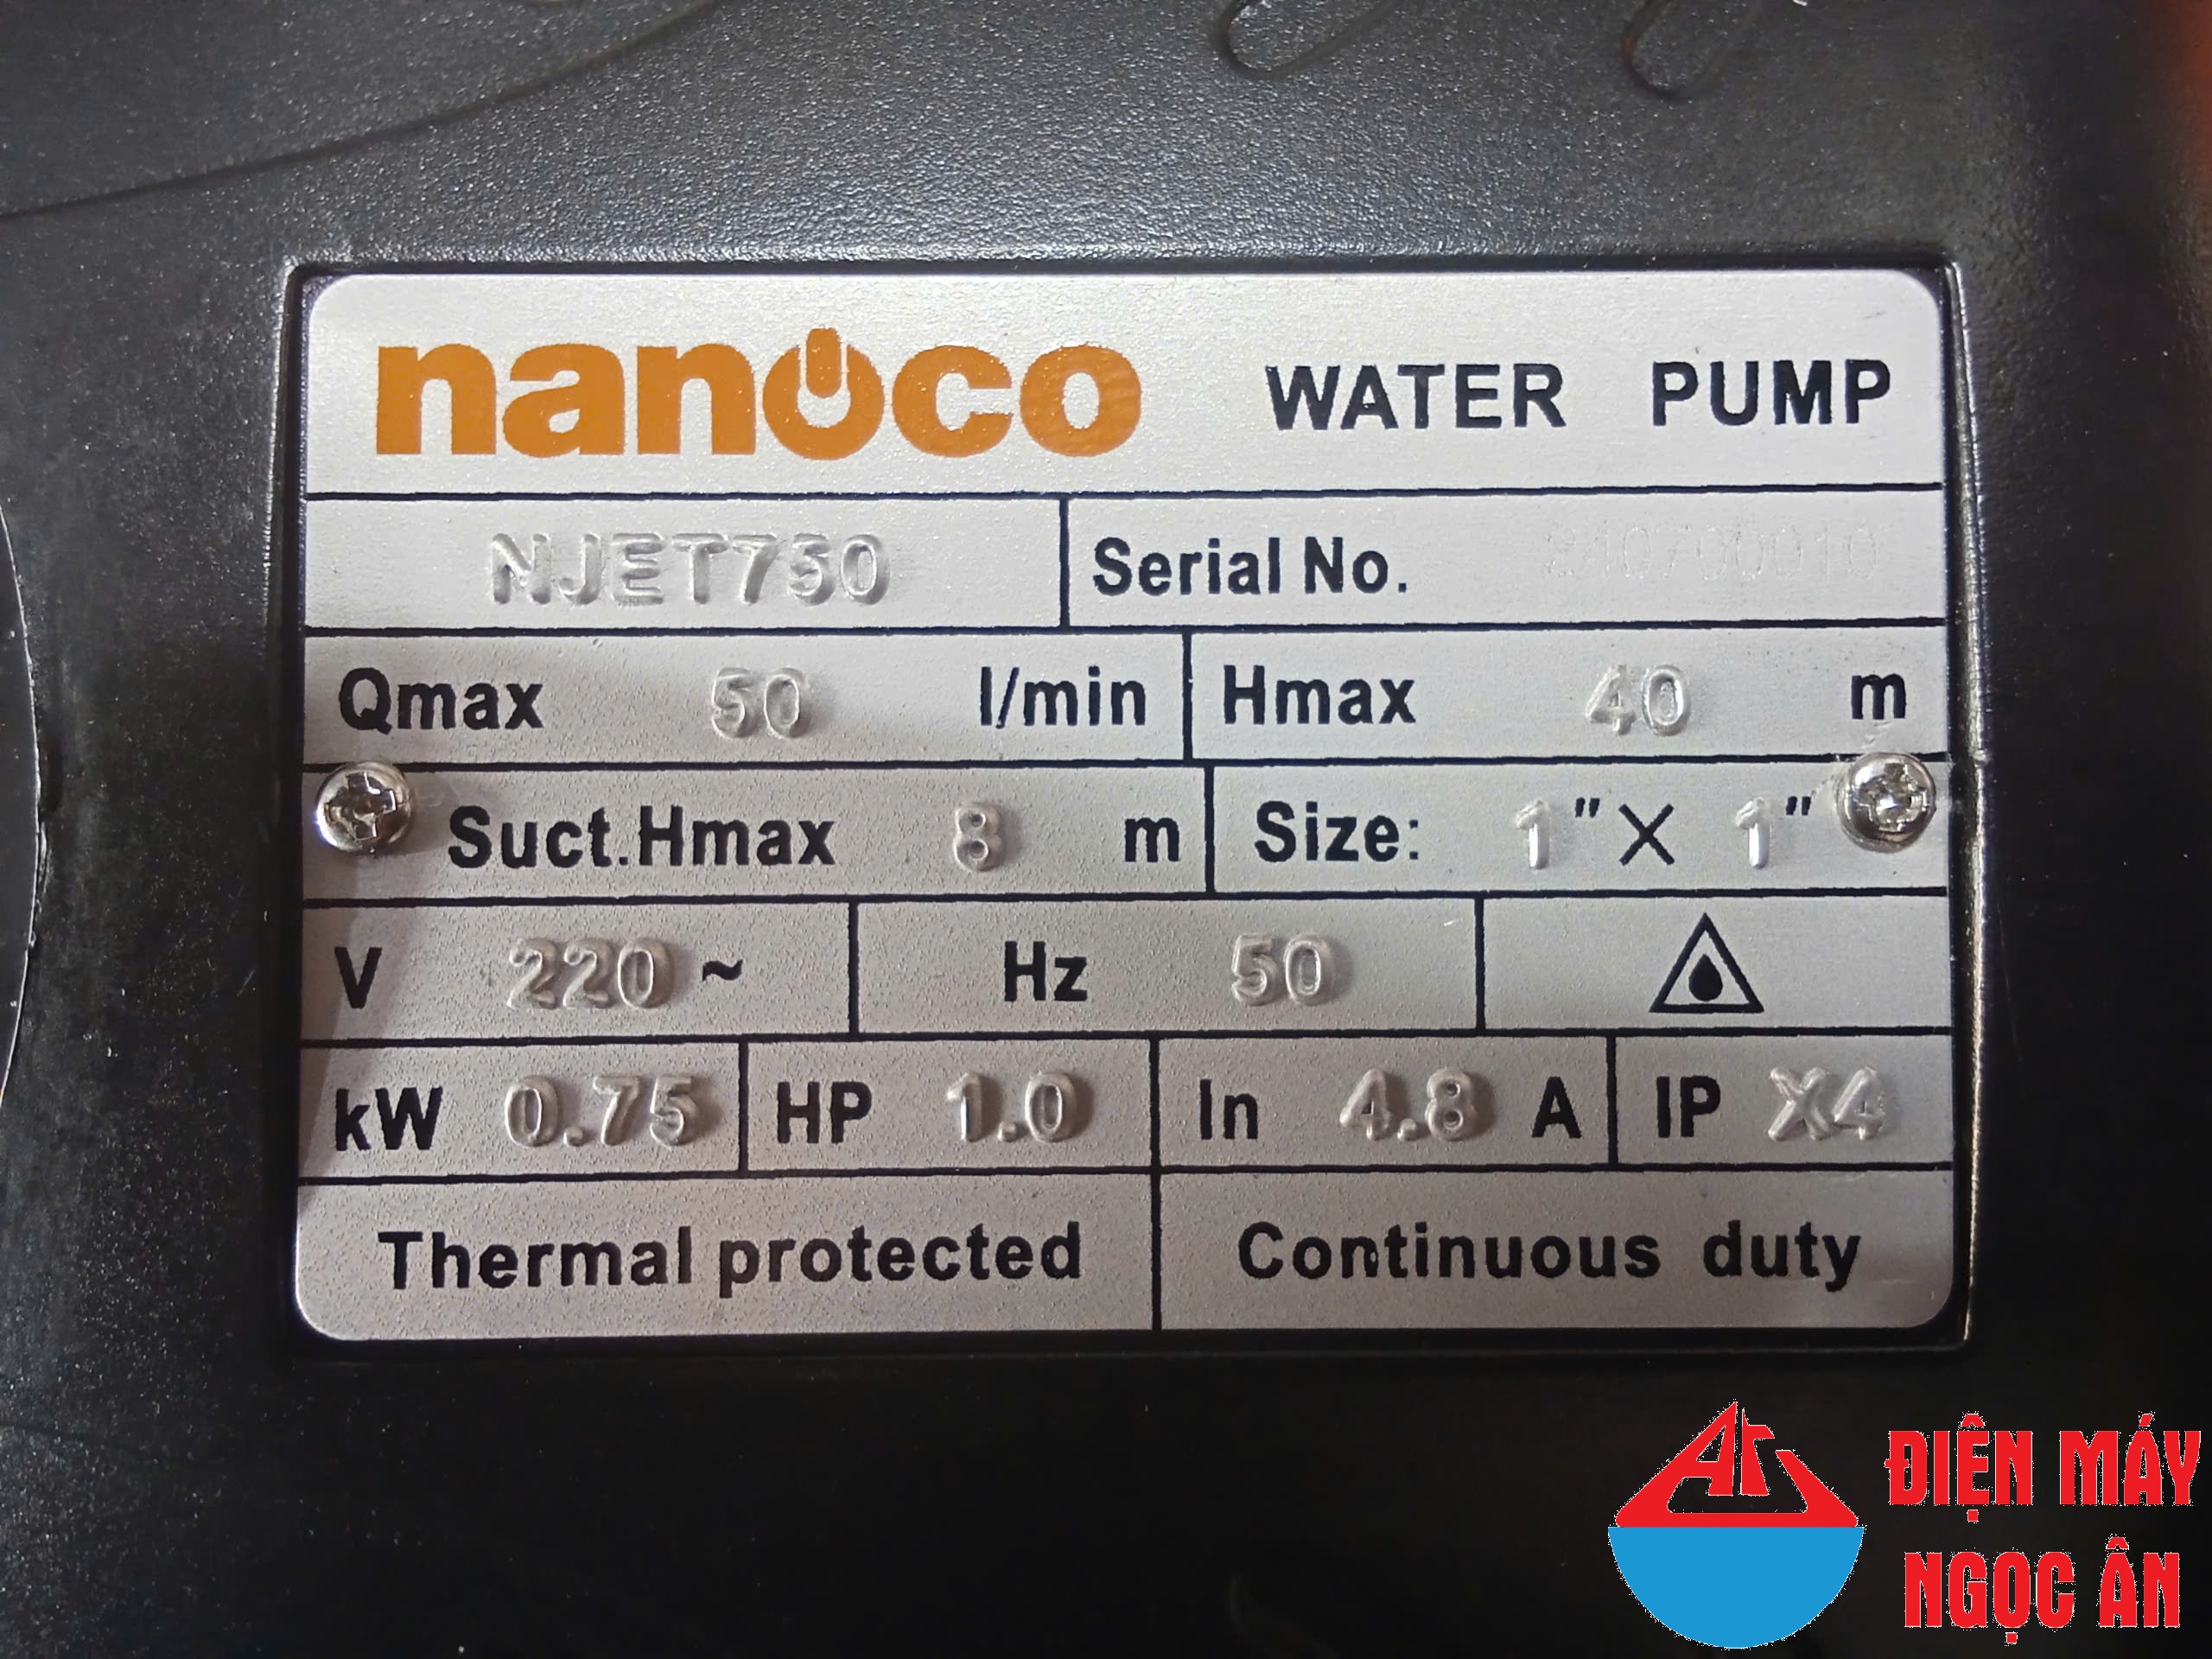 nanoco WATER PUMP
NJET750 Serial No.
Qmax 50 l/min Hmax 40 m
Suct.Hmax 8 m Size: 1" X 1"
V 220 ~ Hz 50
kW 0.75 HP 1.0 In 4.8 A IP X4
Thermal protected Continuous duty
ĐIỆN MÁY
NGỌC ÂN